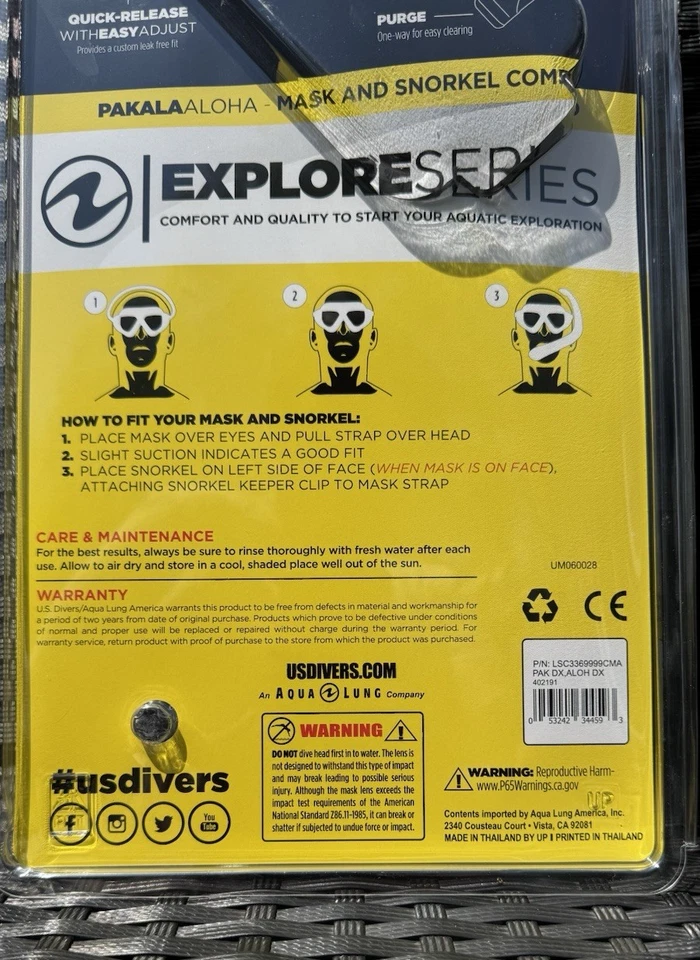 QUICK-RELEASE
WITHEASYADJUST
Provides a custom leak free fit
PURGE
One-way for easy clearing
PAKALAALOHA - MASK AND SNORKEL
EXPLORESERIES
COMFORT AND QUALITY TO START YOUR AQUATIC EXPLORATION
1
2
3
HOW TO FIT YOUR MASK AND SNORKEL:
1. PLACE MASK OVER EYES AND PULL STRAP OVER HEAD
2. SLIGHT SUCTION INDICATES A GOOD FIT
3. PLACE SNORKEL ON LEFT SIDE OF FACE (WHEN MASK IS ON FACE),
ATTACHING SNORKEL KEEPER CLIP TO MASK STRAP
CARE & MAINTENANCE
For the best results, always be sure to rinse thoroughly with fresh water after each
use. Allow to air dry and store in a cool, shaded place well out of the sun.
WARRANTY
U.S. Divers/Aqua Lung America warrants this product to be free from defects in material and workmanship for
a period of two years from date of original purchase. Products which prove to be defective under conditions
of normal and proper use will be replaced or repaired without charge during the warranty period. For
warranty service, return product with proof of purchase to the store from which the product was purchased.
UM060028
CE
P/N: LSC3369999CMA
PAK DX,ALOH DX
402191
0 53242 34459 3
USDIVERS.COM
An AQUA LUNG Company
WARNING
DO NOT dive head first in to water. The lens is
not designed to withstand this type of impact
and may break leading to possible serious
injury. Although the mask lens exceeds the
impact test requirements of the American
National Standard Z86.11-1985, it can break or
shatter if subjected to undue force or impact.
#usdivers
f
You
Tube
WARNING: Reproductive Harm-
www.P65Warnings.ca.gov
UP
Contents imported by Aqua Lung America, Inc.
2340 Cousteau Court • Vista, CA 92081
MADE IN THAILAND BY UP I PRINTED IN THAILAND